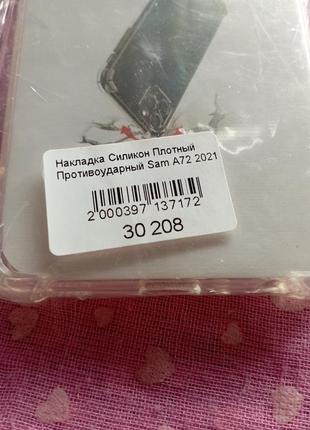 Накладка Силикон Плотный
Противоударный Sam A72 2021
2 000397 137172
30 208